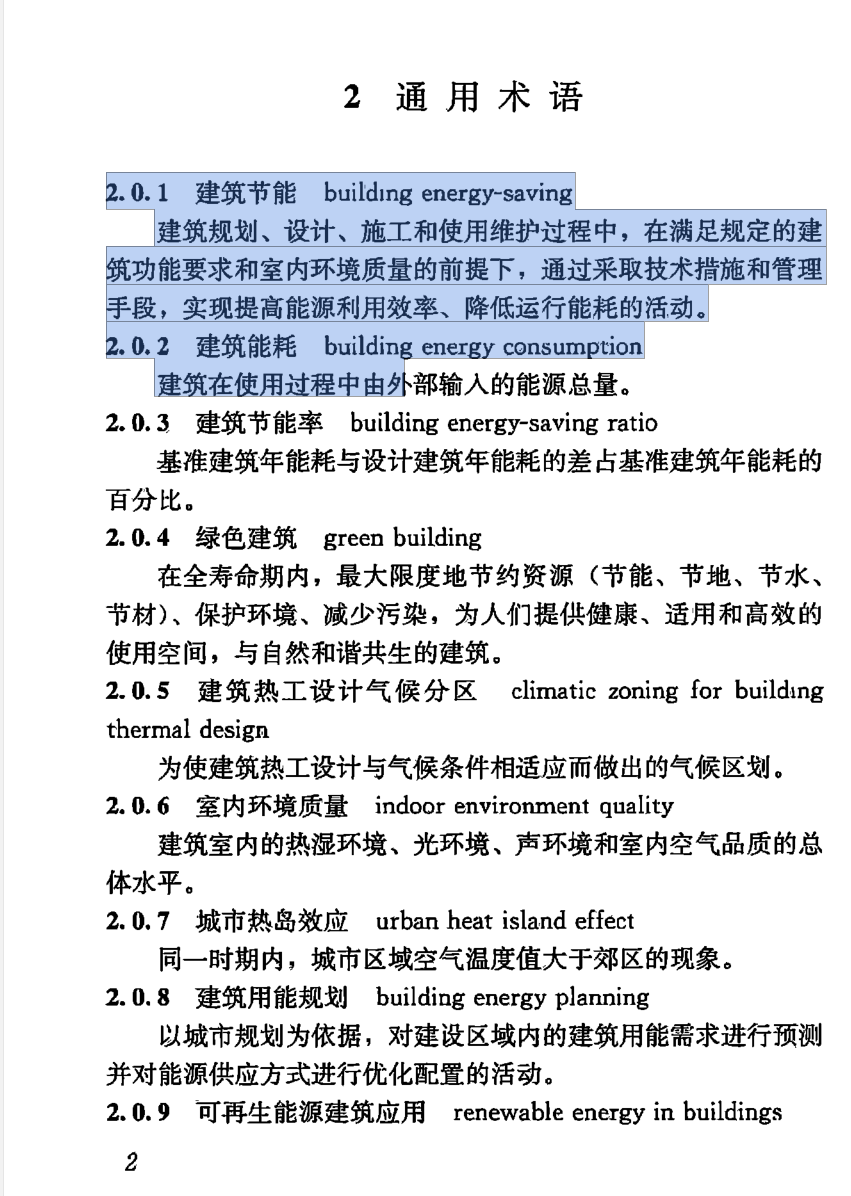 2 通用术语
2.0.1 建筑节能 building energy-saving
建筑规划、设计、施工和使用维护过程中，在满足规定的建
筑功能要求和室内环境质量的前提下，通过采取技术措施和管理
手段，实现提高能源利用效率、降低运行能耗的活动。
2.0.2 建筑能耗 building energy consumption
建筑在使用过程中由外部输入的能源总量。
2.0.3 建筑节能率 building energy-saving ratio
基准建筑年能耗与设计建筑年能耗的差占基准建筑年能耗的
百分比。
2.0.4 绿色建筑 green building
在全寿命期内，最大限度地节约资源（节能、节地、节水、
节材）、保护环境、减少污染，为人们提供健康、适用和高效的
使用空间，与自然和谐共生的建筑。
2.0.5 建筑热工设计气候分区 climatic zoning for building
thermal design
为使建筑热工设计与气候条件相适应而做出的气候区划。
2.0.6 室内环境质量 indoor environment quality
建筑室内的热湿环境、光环境、声环境和室内空气品质的总
体水平。
2.0.7 城市热岛效应 urban heat island effect
同一时期内，城市区域空气温度值大于郊区的现象。
2.0.8 建筑用能规划 building energy planning
以城市规划为依据，对建设区域内的建筑用能需求进行预测
并对能源供应方式进行优化配置的活动。
2.0.9 可再生能源建筑应用 renewable energy in buildings
2